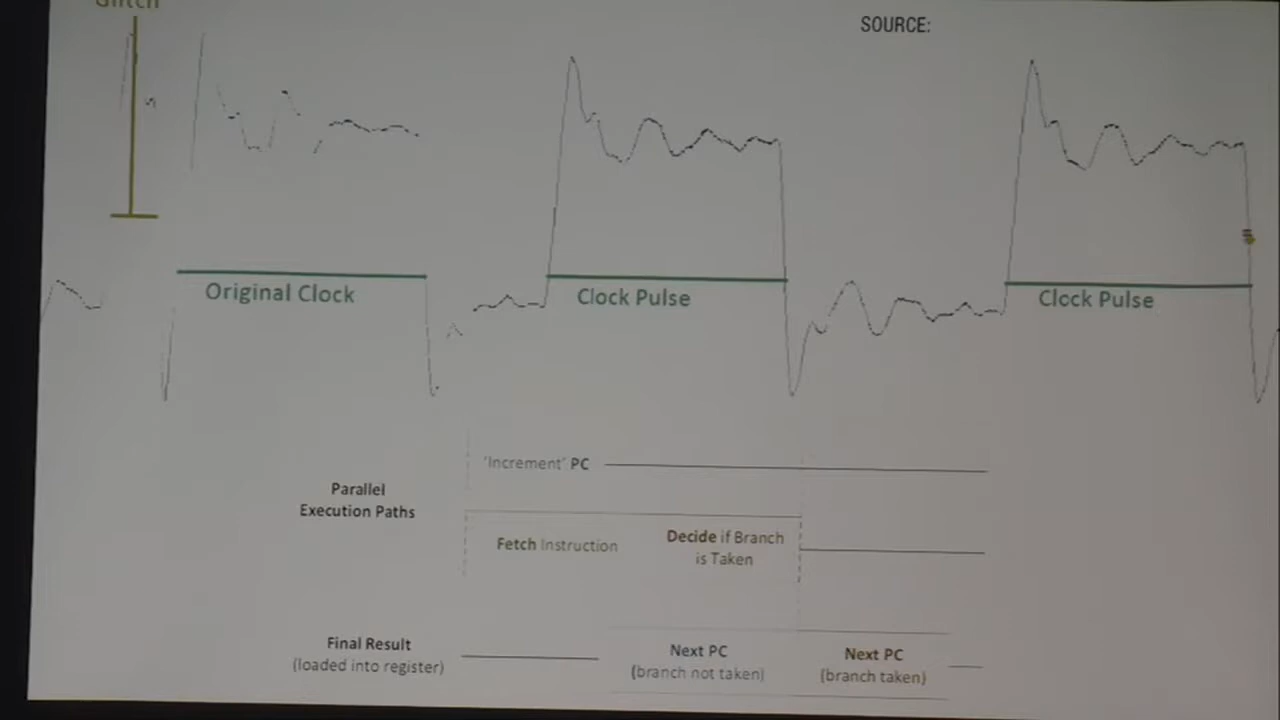 Glitch
SOURCE:
Original Clock
Clock Pulse
Clock Pulse
'Increment' PC
Parallel
Execution Paths
Fetch Instruction
Decide if Branch
is Taken
Final Result
(loaded into register)
Next PC
(branch not taken)
Next PC
(branch taken)